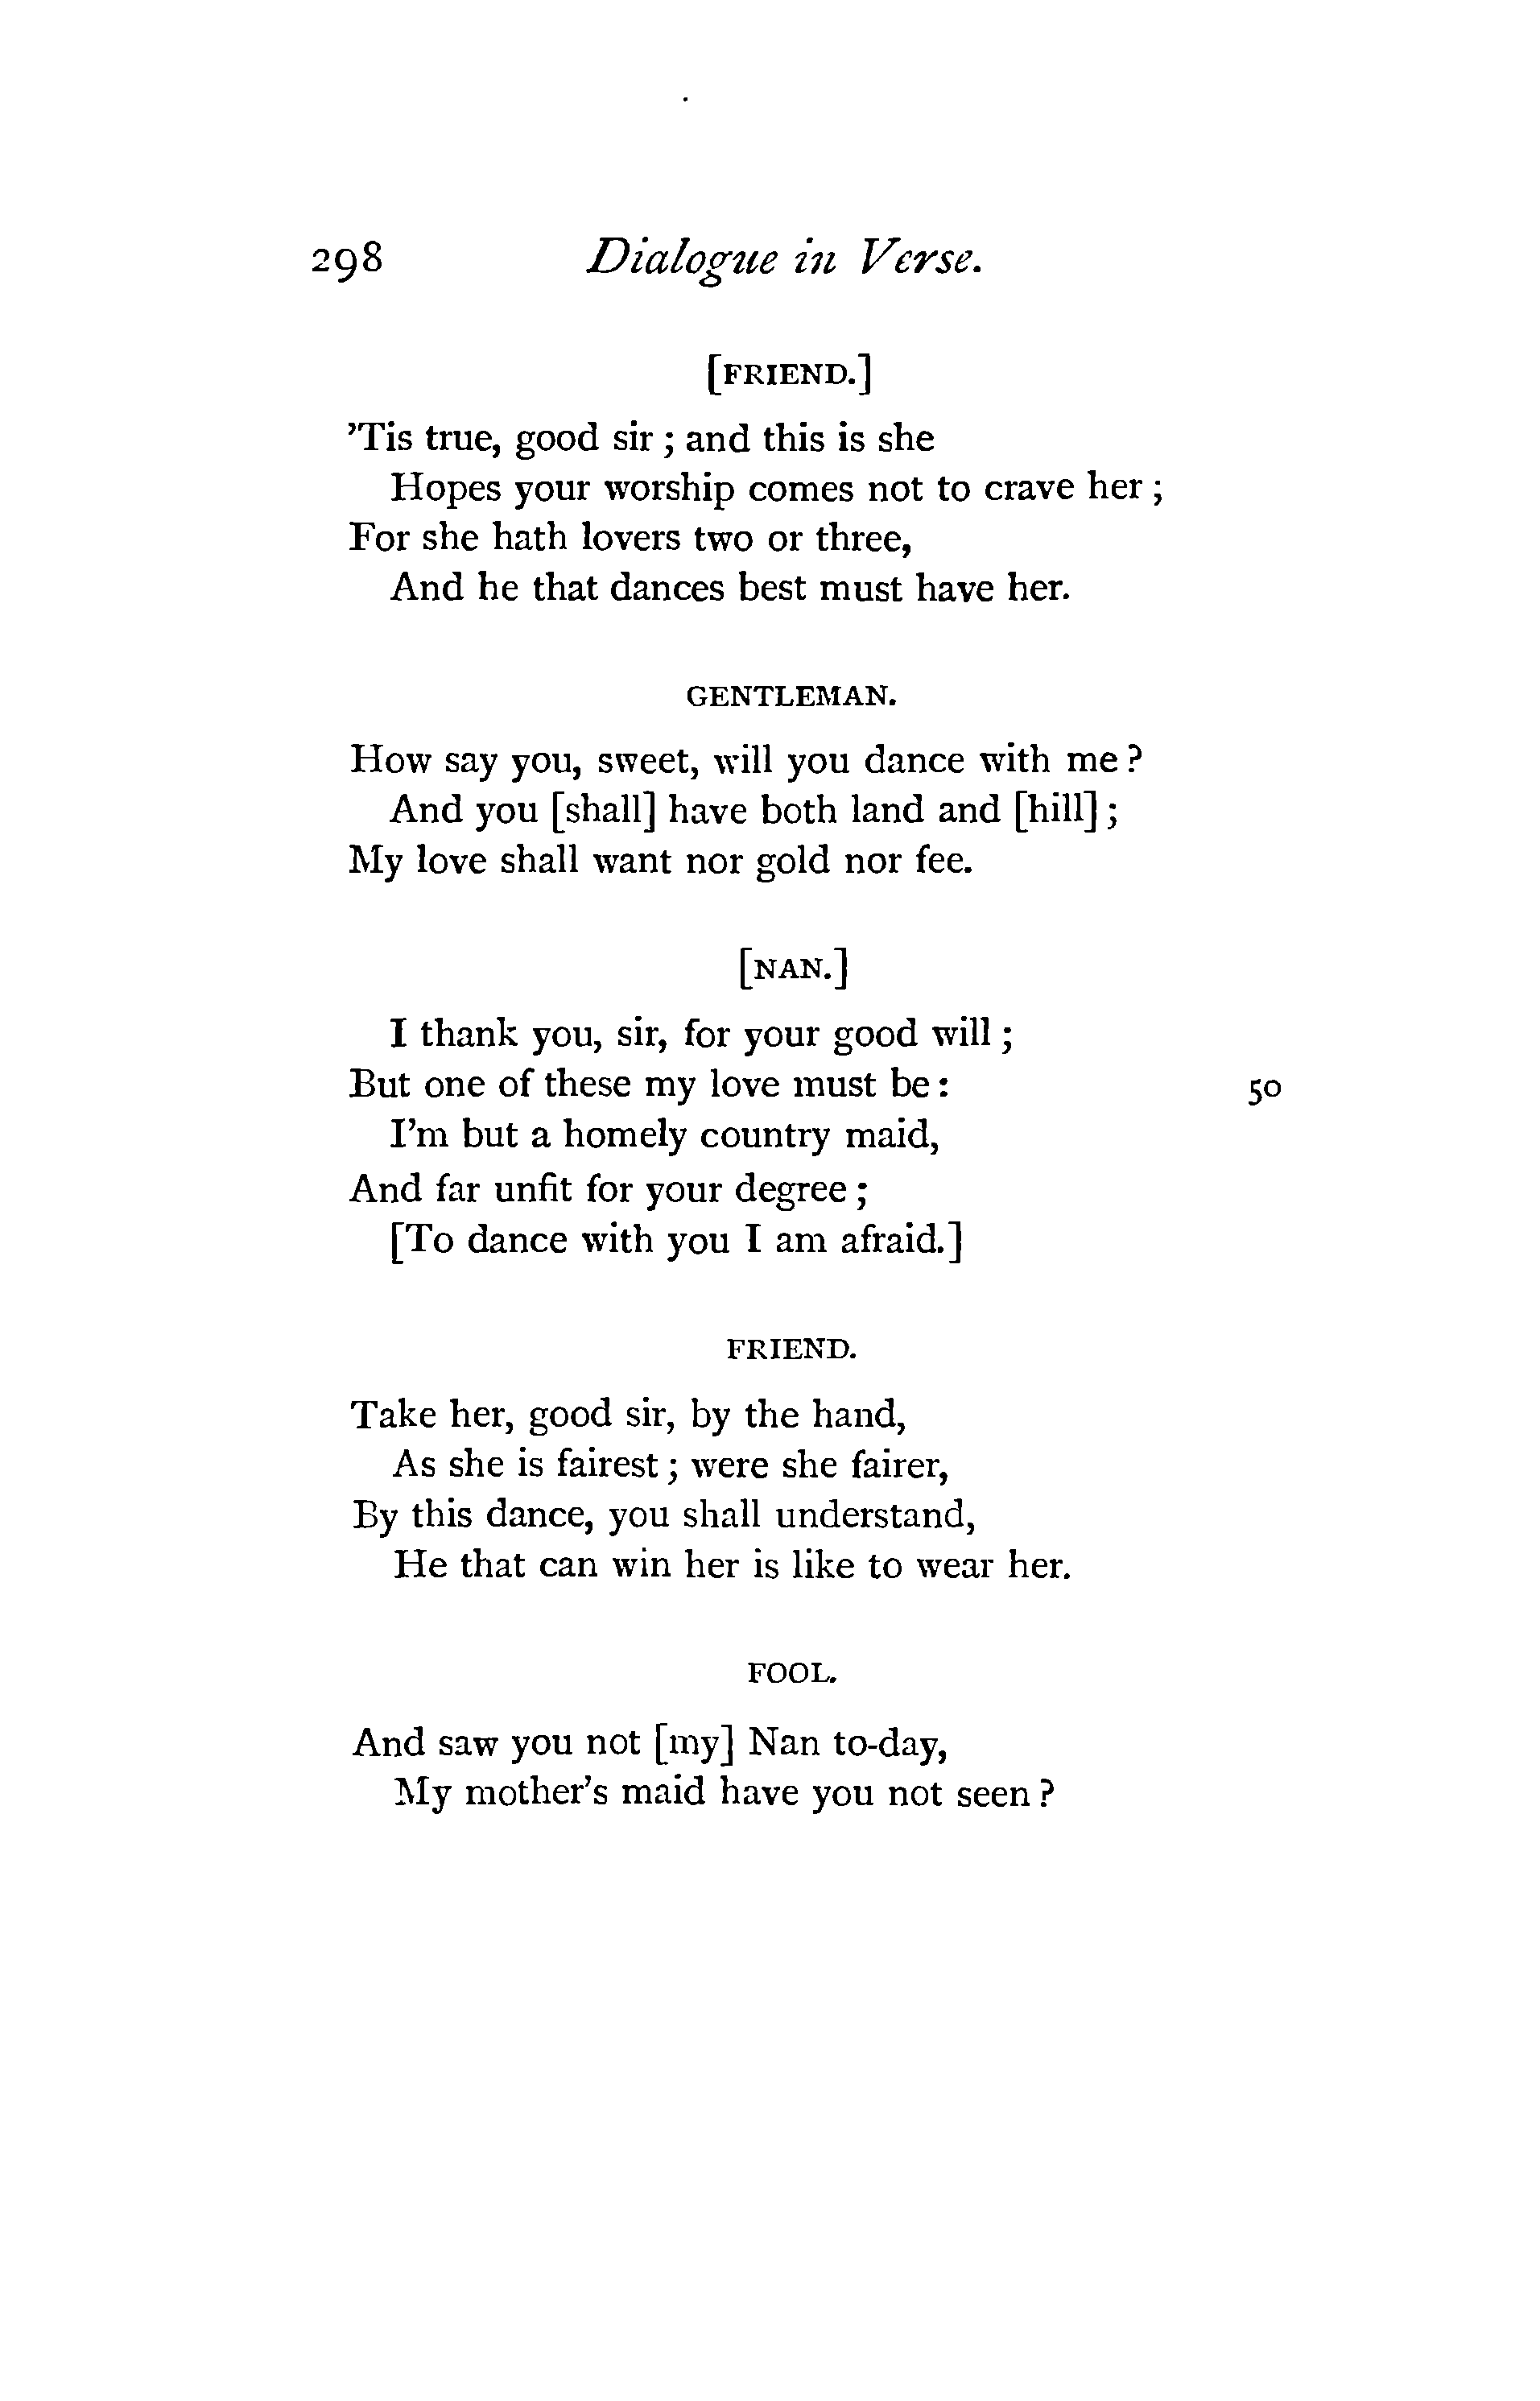 298 Dialogue in Verse.
[FRIEND.]
’Tis true, good sir ; and this is she
Hopes your worship comes not to crave her ;
For she hath lovers two or three,
And he that dances best must have her.
GENTLEMAN.
How say you, sweet, will you dance with me ?
And you [shall] have both land and [hill] ;
My love shall want nor gold nor fee.
[NAN.]
I thank you, sir, for your good will ;
But one of these my love must be : 50
I’m but a homely country maid,
And far unfit for your degree ;
[To dance with you I am afraid.]
FRIEND.
Take her, good sir, by the hand,
As she is fairest ; were she fairer,
By this dance, you shall understand,
He that can win her is like to wear her.
FOOL.
And saw you not [my] Nan to-day,
My mother’s maid have you not seen ?